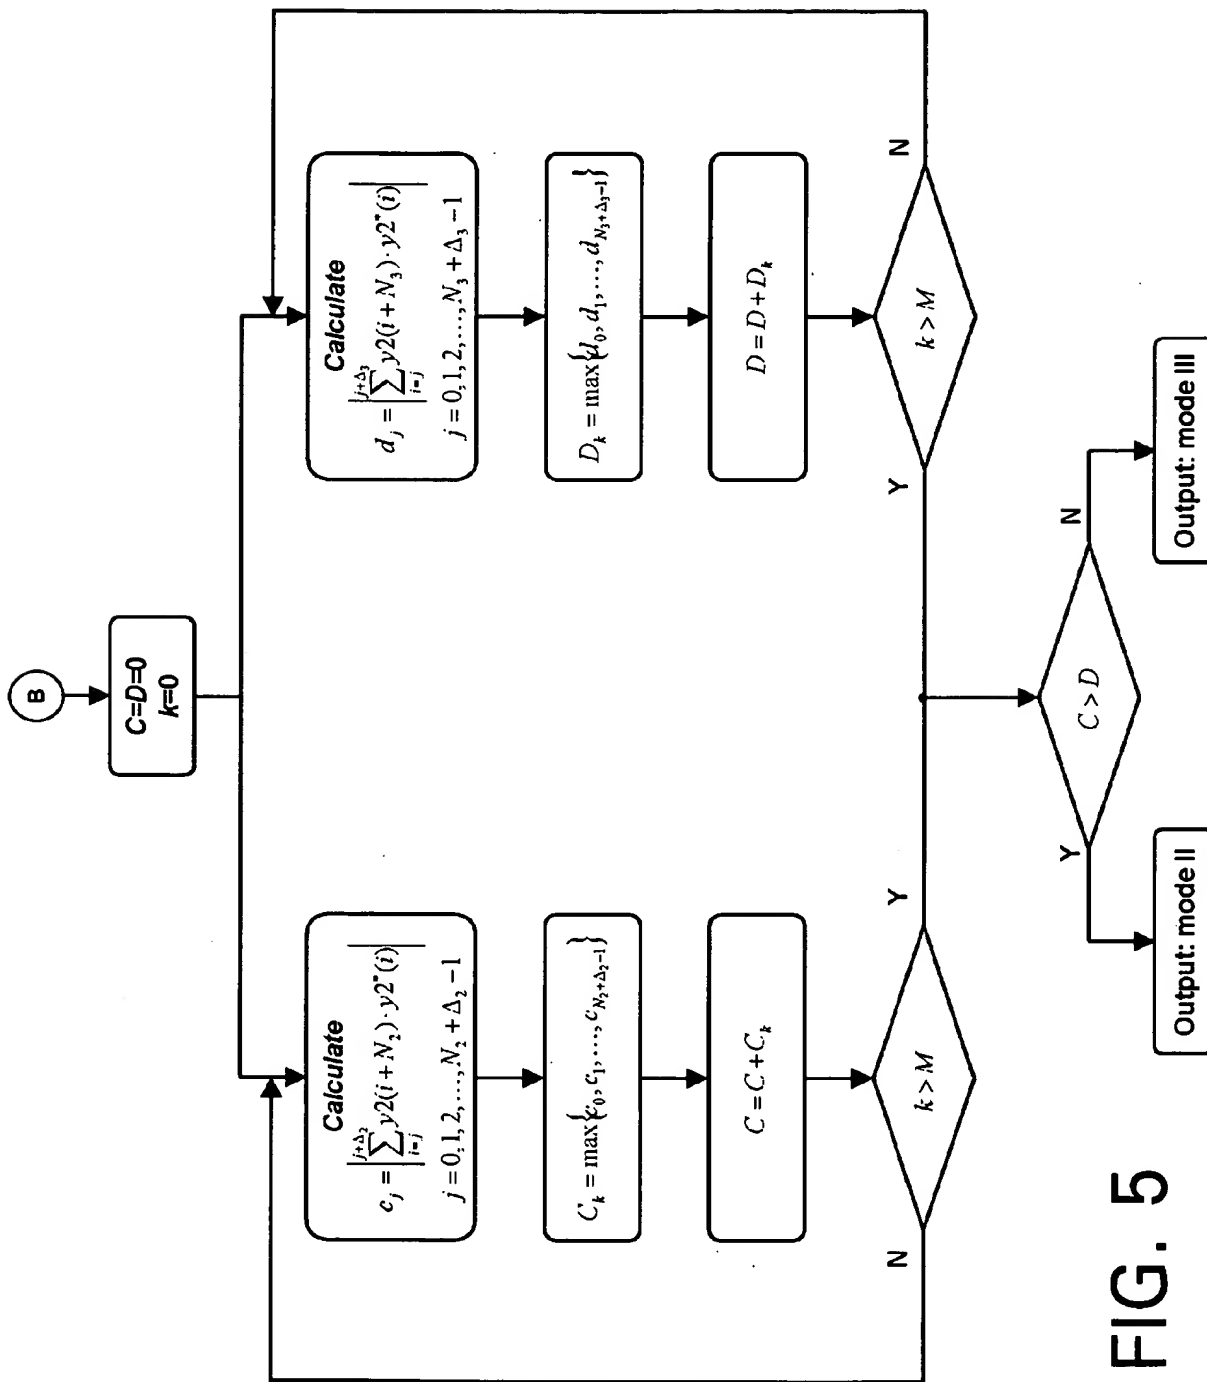 B
C=D=0
k=0
Calculate
c_j = |∑_{i=j}^{j+Δ_2} y2(i+N_2)·y2*(i)|
j = 0,1,2,...,N_2+Δ_2−1
C_k = max{c_0,c_1,...,c_{N_2+Δ_2−1}}
C = C+C_k
k > M
N
Y
Calculate
d_j = |∑_{i=j}^{j+Δ_3} y2(i+N_3)·y2*(i)|
j = 0,1,2,...,N_3+Δ_3−1
D_k = max{d_0,d_1,...,d_{N_3+Δ_3−1}}
D = D+D_k
k > M
Y
N
C > D
Y
N
Output: mode II
Output: mode III
FIG. 5